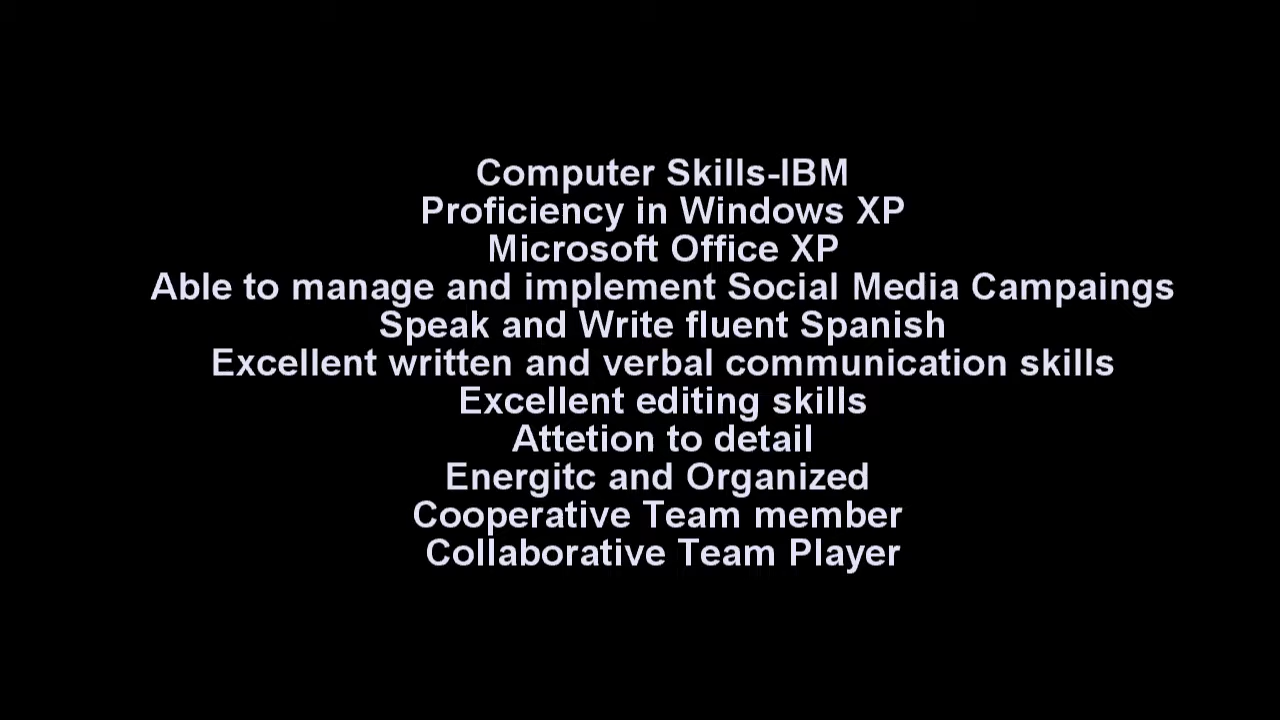 Computer Skills-IBM
Proficiency in Windows XP
Microsoft Office XP
Able to manage and implement Social Media Campaings
Speak and Write fluent Spanish
Excellent written and verbal communication skills
Excellent editing skills
Attetion to detail
Energitc and Organized
Cooperative Team member
Collaborative Team Player